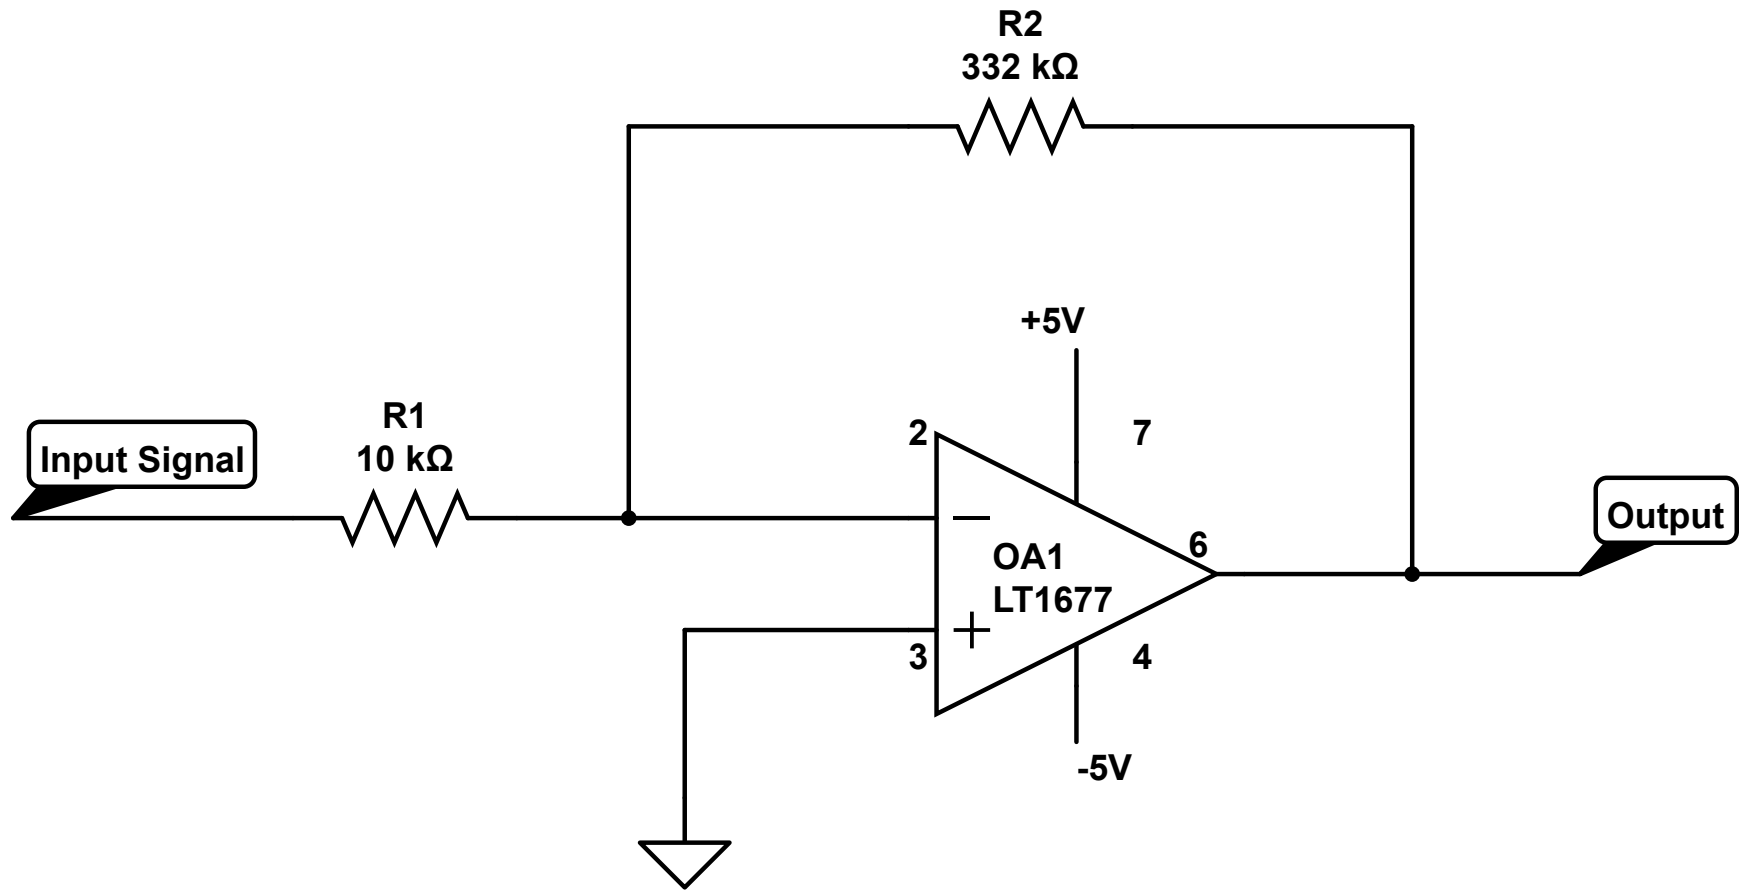 R2
332 kΩ
+5V
R1
10 kΩ
Input Signal
2
7
Output
6
OA1
LT1677
3
4
-5V